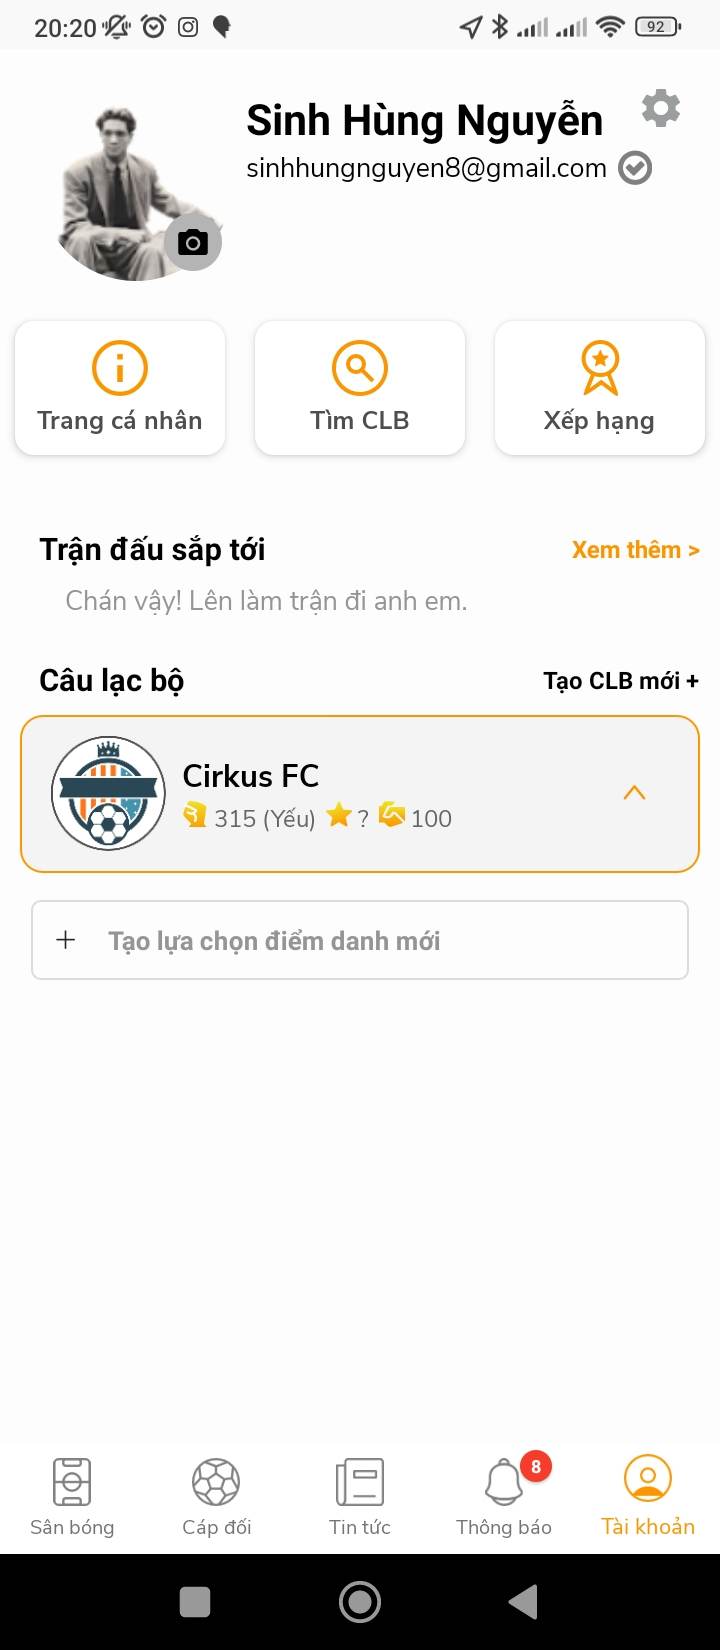 20:20
92
Sinh Hùng Nguyễn
sinhhungnguyen8@gmail.com
Trang cá nhân
Tìm CLB
Xếp hạng
Trận đấu sắp tới
Xem thêm >
Chán vậy! Lên làm trận đi anh em.
Câu lạc bộ
Tạo CLB mới +
Cirkus FC
315 (Yếu) ? 100
+ Tạo lựa chọn điểm danh mới
8
Sân bóng
Cáp đối
Tin tức
Thông báo
Tài khoản